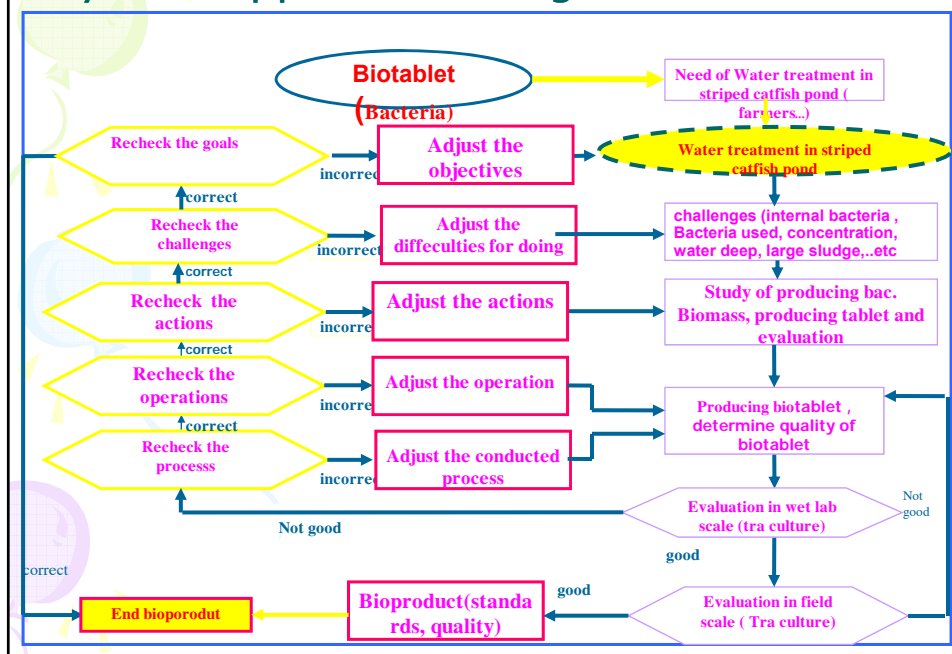 Biotablet
(Bacteria)
Need of Water treatment in
striped catfish pond (
farmers...)
Recheck the goals
incorrect
Adjust the
objectives
Water treatment in striped
catfish pond
correct
Recheck the
challenges
incorrect
Adjust the
diffeculties for doing
challenges (internal bacteria ,
Bacteria used, concentration,
water deep, large sludge,..etc
correct
Recheck the
actions
incorrect
Adjust the actions
Study of producing bac.
Biomass, producing tablet and
evaluation
correct
Recheck the
operations
incorrect
Adjust the operation
Producing biotablet ,
determine quality of
biotablet
correct
Recheck the
processs
incorrect
Adjust the conducted
process
Not good
Evaluation in wet lab
scale (tra culture)
Not
good
good
correct
End bioporodut
Bioproduct(standa
rds, quality)
good
Evaluation in field
scale ( Tra culture)